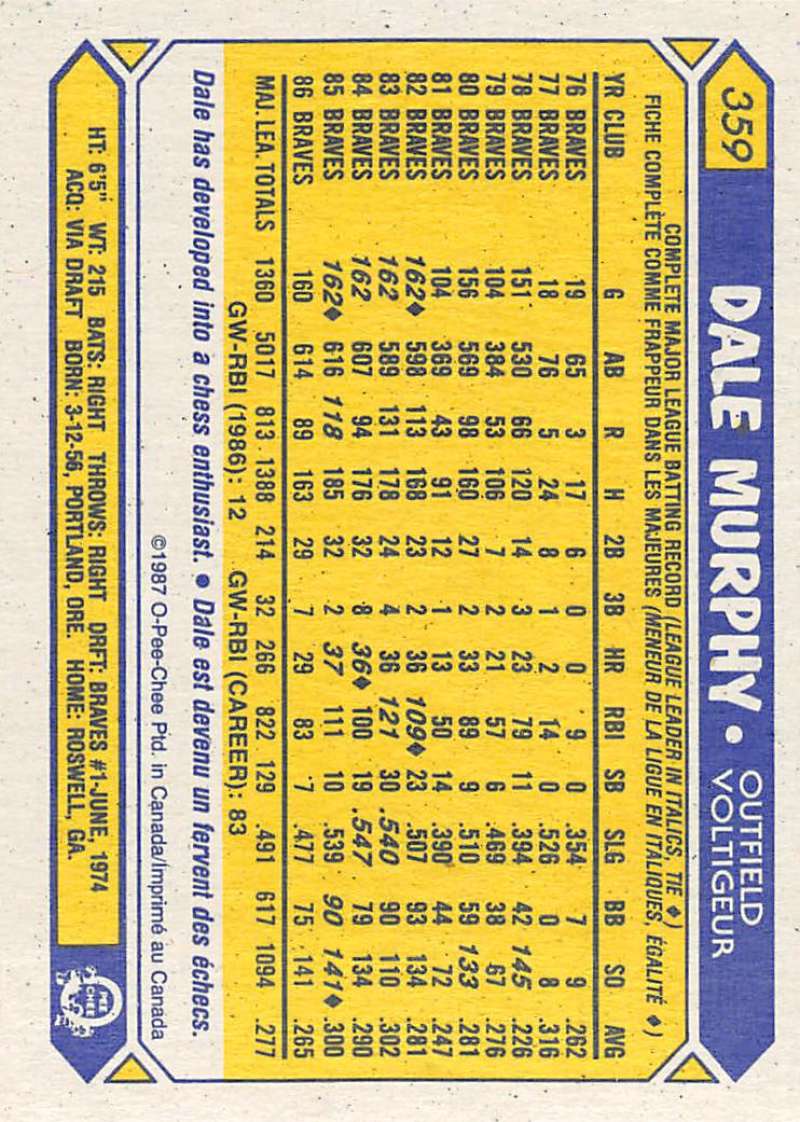 359 DALE MURPHY • OUTFIELD
VOLTIGEUR
COMPLETE MAJOR LEAGUE BATTING RECORD (LEAGUE LEADER IN ITALICS, TIE ♦)
FICHE COMPLÈTE COMME FRAPPEUR DANS LES MAJEURES (MENEUR DE LA LIGUE EN ITALIQUES, ÉGALITÉ ♦)
YR CLUB G AB R H 2B 3B HR RBI SB SLG BB SO AVG
76 BRAVES 19 65 3 17 6 0 0 9 0 .354 7 9 .262
77 BRAVES 18 76 5 24 8 1 2 14 0 .526 0 8 .316
78 BRAVES 151 530 66 120 14 3 23 79 11 .394 42 145 .226
79 BRAVES 104 384 53 106 7 2 21 57 6 .469 38 67 .276
80 BRAVES 156 569 98 160 27 2 33 89 9 .510 59 133 .281
81 BRAVES 104 369 43 91 12 1 13 50 14 .390 44 72 .247
82 BRAVES 162♦ 598 113 168 23 2 36 109♦ 23 .507 93 134 .281
83 BRAVES 162 589 131 178 24 4 36 121 30 .540 90 110 .302
84 BRAVES 162 607 94 176 32 8 36♦ 100 19 .547 79 134 .290
85 BRAVES 162♦ 616 118 185 32 2 37 111 10 .539 90 141♦ .300
86 BRAVES 160 614 89 163 29 7 29 83 7 .477 75 141 .265
MAJ. LEA. TOTALS 1360 5017 813 1388 214 32 266 822 129 .491 617 1094 .277
GW-RBI (1986): 12 GW-RBI (CAREER): 83
Dale has developed into a chess enthusiast. • Dale est devenu un fervent des échecs.
©1987 O-Pee-Chee Ptd. in Canada/Imprimé au Canada
HT: 6'5" WT: 215 BATS: RIGHT THROWS: RIGHT DRFT: BRAVES #1-JUNE, 1974
ACQ: VIA DRAFT BORN: 3-12-56, PORTLAND, ORE. HOME: ROSWELL, GA.
O
PEE
CHEE